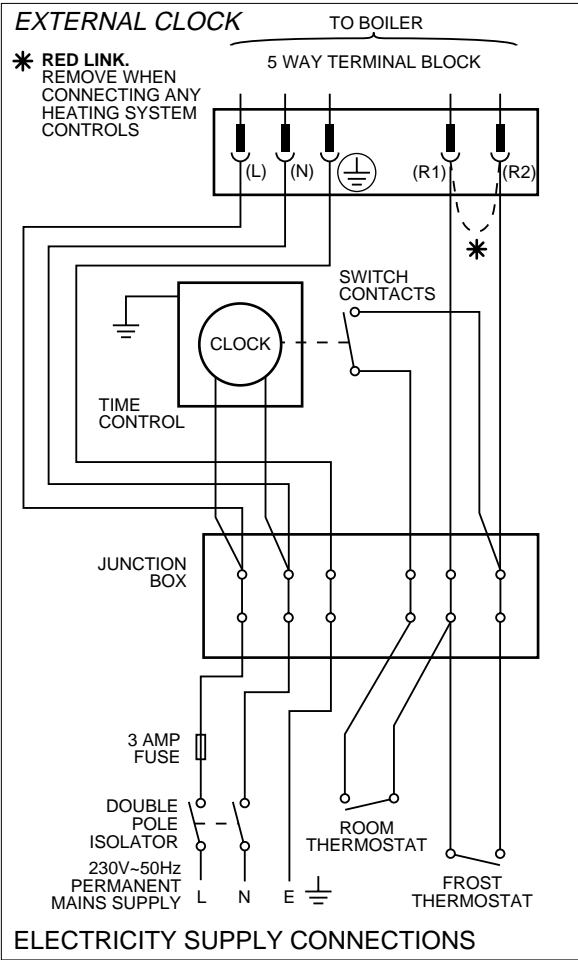 EXTERNAL CLOCK
TO BOILER
✱ RED LINK.
REMOVE WHEN
CONNECTING ANY
HEATING SYSTEM
CONTROLS
5 WAY TERMINAL BLOCK
(L)
(N)
(R1)
(R2)
✱
SWITCH
CONTACTS
CLOCK
TIME
CONTROL
JUNCTION
BOX
3 AMP
FUSE
DOUBLE
POLE
ISOLATOR
230V~50Hz
PERMANENT
MAINS SUPPLY
L
N
E
ROOM
THERMOSTAT
FROST
THERMOSTAT
ELECTRICITY SUPPLY CONNECTIONS